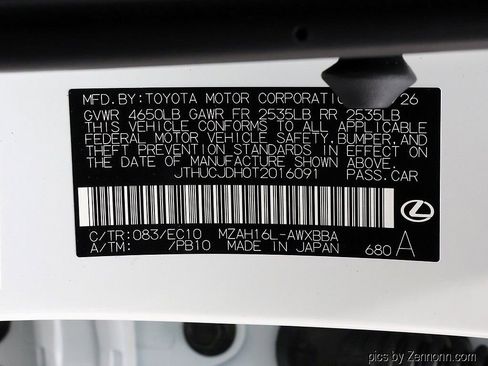 MFD. BY: TOYOTA MOTOR CORPORATION 26
GVWR 4650LB GAWR FR 2535LB RR 2535LB
THIS VEHICLE CONFORMS TO ALL APPLICABLE
FEDERAL MOTOR VEHICLE SAFETY, BUMPER, AND
THEFT PREVENTION STANDARDS IN EFFECT ON
THE DATE OF MANUFACTURE SHOWN ABOVE.
JTHUCJDH0T2016091 PASS.CAR
C/TR: 083/EC10 MZAH16L-AWXBBA
A/TM: /PB10 MADE IN JAPAN 680 A
pics by Zennorin.com